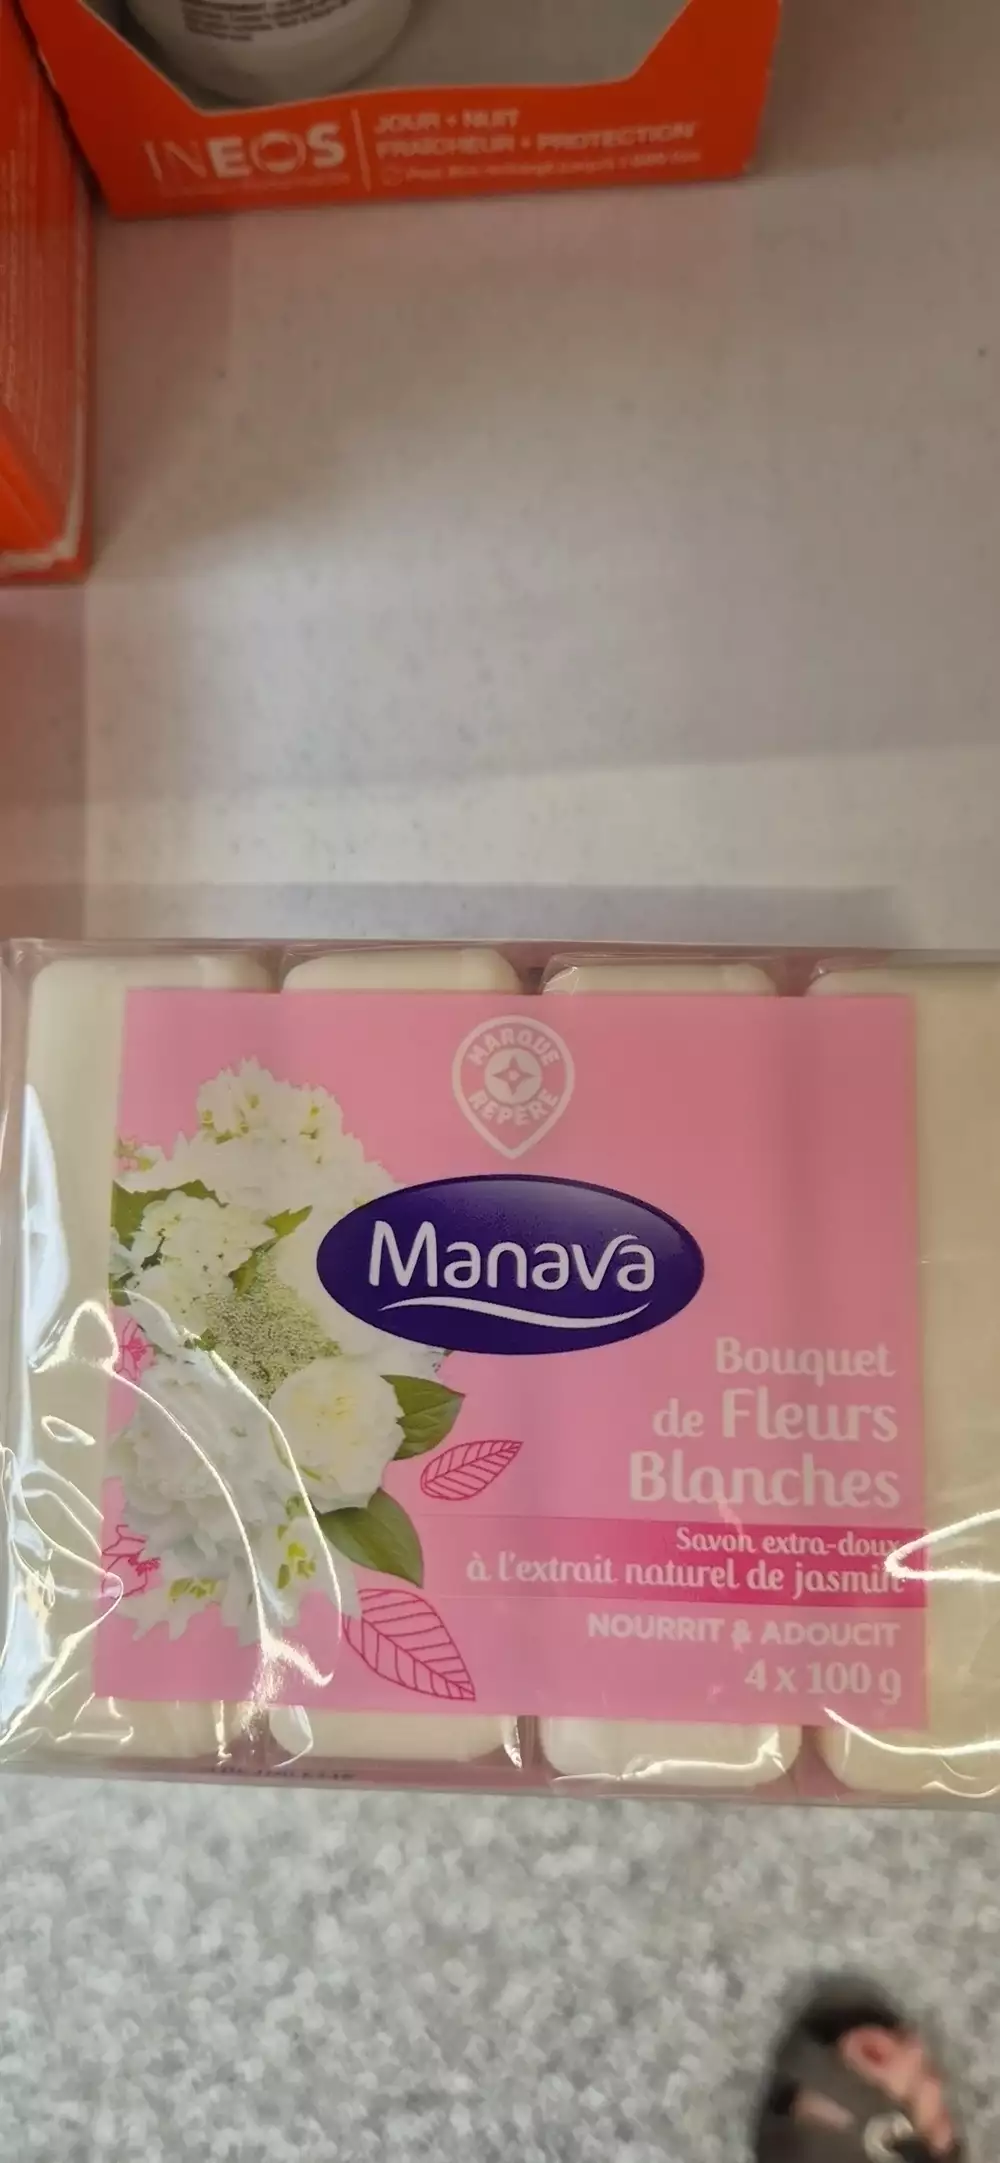 INEOS
JOUR + NUIT
FRAÎCHEUR + PROTECTION
MARQUE
REPÈRE
Manava
Bouquet
de Fleurs
Blanches
Savon extra-doux
à l'extrait naturel de jasmin
NOURRIT & ADOUCIT
4 x 100 g